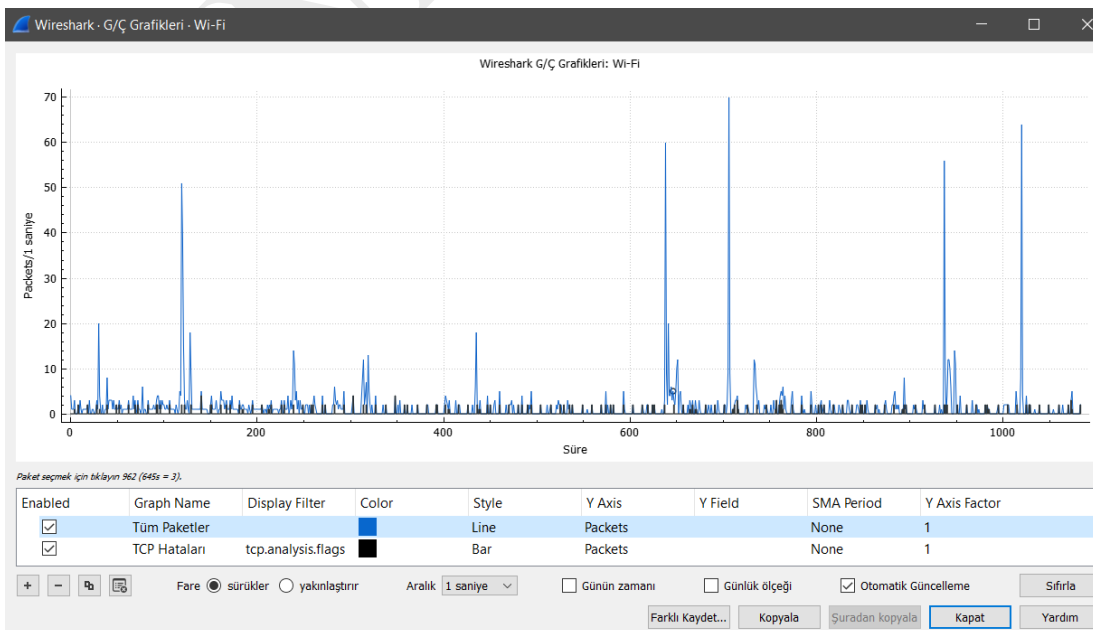 Wireshark · G/Ç Grafikleri · Wi-Fi
Wireshark G/Ç Grafikleri: Wi-Fi
70
60
50
40
30
20
10
0
Packets/1 saniye
0 200 400 600 800 1000
Süre
Paket seçmek için tıklayın 962 (645s = 3).
Enabled Graph Name Display Filter Color Style Y Axis Y Field SMA Period Y Axis Factor
Tüm Paketler Line Packets None 1
TCP Hataları tcp.analysis.flags Bar Packets None 1
+ − Fare sürükler yakınlaştırır Aralık 1 saniye Günün zamanı Günlük ölçeği Otomatik Güncelleme Sıfırla
Farklı Kaydet... Kopyala Şuradan kopyala Kapat Yardım